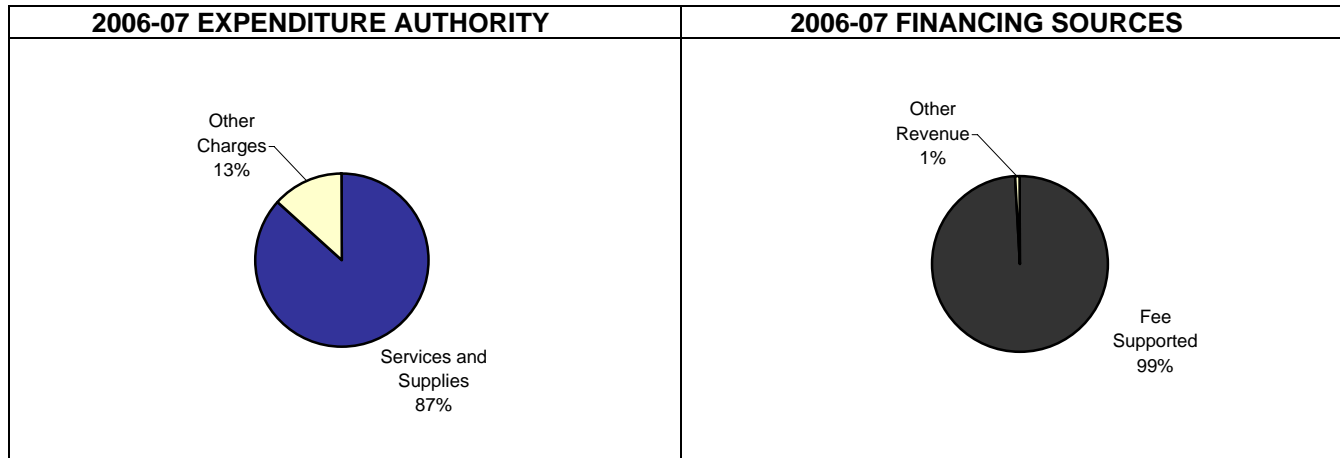 2006-07 EXPENDITURE AUTHORITY
Other
Charges
13%
Services and
Supplies
87%
2006-07 FINANCING SOURCES
Other
Revenue
1%
Fee
Supported
99%